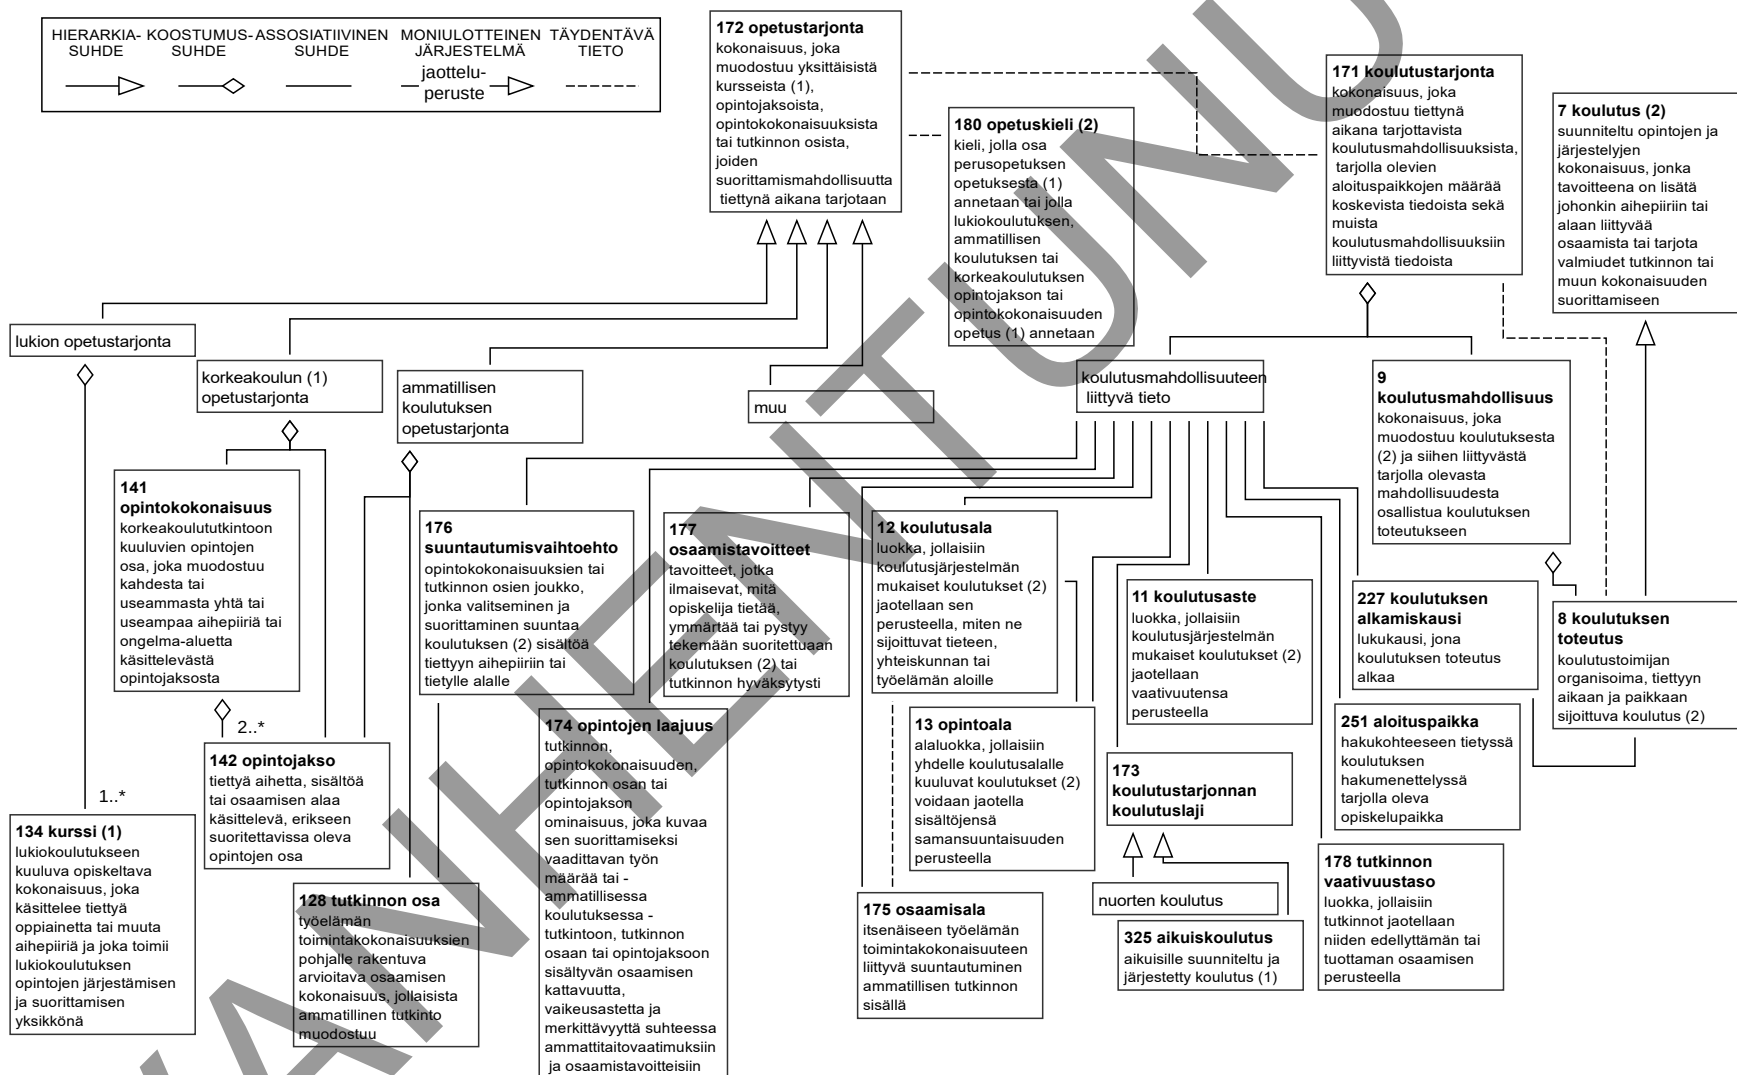 HIERARKIA-
SUHDE
KOOSTUMUS-
SUHDE
ASSOSIATIIVINEN
SUHDE
MONIULOTTEINEN
JÄRJESTELMÄ
jaottelu-
peruste
TÄYDENTÄVÄ
TIETO
172 opetustarjonta
kokonaisuus, joka
muodostuu yksittäisistä
kursseista (1),
opintojaksoista,
opintokokonaisuuksista
tai tutkinnon osista,
joiden
suorittamismahdollisuutta
tiettynä aikana tarjotaan
180 opetuskieli (2)
kieli, jolla osa
perusopetuksen
opetuksesta (1)
annetaan tai jolla
lukiokoulutuksen,
ammatillisen
koulutuksen tai
korkeakoulutuksen
opintojakson tai
opintokokonaisuuden
opetus (1) annetaan
171 koulutustarjonta
kokonaisuus, joka
muodostuu tiettynä
aikana tarjottavista
koulutusmahdollisuuksista,
tarjolla olevien
aloituspaikkojen määrää
koskevista tiedoista sekä
muista
koulutusmahdollisuuksiin
liittyvistä tiedoista
7 koulutus (2)
suunniteltu opintojen ja
järjestelyjen
kokonaisuus, jonka
tavoitteena on lisätä
johonkin aihepiiriin tai
alaan liittyvää
osaamista tai tarjota
valmiudet tutkinnon tai
muun kokonaisuuden
suorittamiseen
lukion opetustarjonta
korkeakoulun (1)
opetustarjonta
ammatillisen
koulutuksen
opetustarjonta
muu
koulutusmahdollisuuteen
liittyvä tieto
9
koulutusmahdollisuus
kokonaisuus, joka
muodostuu koulutuksesta
(2) ja siihen liittyvästä
tarjolla olevasta
mahdollisuudesta
osallistua koulutuksen
toteutukseen
141
opintokokonaisuus
korkeakoulututkintoon
kuuluvien opintojen
osa, joka muodostuu
kahdesta tai
useammasta yhtä tai
useampaa aihepiiriä tai
ongelma-aluetta
käsittelevästä
opintojaksosta
176
suuntautumisvaihtoehto
opintokokonaisuuksien tai
tutkinnon osien joukko,
jonka valitseminen ja
suorittaminen suuntaa
koulutuksen (2) sisältöä
tiettyyn aihepiiriin tai
tietylle alalle
177
osaamistavoitteet
tavoitteet, jotka
ilmaisevat, mitä
opiskelija tietää,
ymmärtää tai pystyy
tekemään suoritettuaan
koulutuksen (2) tai
tutkinnon hyväksytysti
12 koulutusala
luokka, jollaisiin
koulutusjärjestelmän
mukaiset koulutukset (2)
jaotellaan sen
perusteella, miten ne
sijoittuvat tieteen,
yhteiskunnan tai
työelämän aloille
11 koulutusaste
luokka, jollaisiin
koulutusjärjestelmän
mukaiset koulutukset (2)
jaotellaan
vaativuutensa
perusteella
227 koulutuksen
alkamiskausi
lukukausi, jona
koulutuksen toteutus
alkaa
8 koulutuksen
toteutus
koulutustoimijan
organisoima, tiettyyn
aikaan ja paikkaan
sijoittuva koulutus (2)
2..*
142 opintojakso
tiettyä aihetta, sisältöä
tai osaamisen alaa
käsittelevä, erikseen
suoritettavissa oleva
opintojen osa
174 opintojen laajuus
tutkinnon,
opintokokonaisuuden,
tutkinnon osan tai
opintojakson
ominaisuus, joka kuvaa
sen suorittamiseksi
vaadittavan työn
määrää tai -
ammatillisessa
koulutuksessa -
tutkintoon, tutkinnon
osaan tai opintojaksoon
sisältyvän osaamisen
kattavuutta,
vaikeusastetta ja
merkittävyyttä suhteessa
ammattitaitovaatimuksiin
ja osaamistavoitteisiin
13 opintoala
alaluokka, jollaisiin
yhdelle koulutusalalle
kuuluvat koulutukset (2)
voidaan jaotella
sisältöjensä
samansuuntaisuuden
perusteella
173
koulutustarjonnan
koulutuslaji
251 aloituspaikka
hakukohteeseen tietyssä
koulutuksen
hakumenettelyssä
tarjolla oleva
opiskelupaikka
1..*
134 kurssi (1)
lukiokoulutukseen
kuuluva opiskeltava
kokonaisuus, joka
käsittelee tiettyä
oppiainetta tai muuta
aihepiiriä ja joka toimii
lukiokoulutuksen
opintojen järjestämisen
ja suorittamisen
yksikkönä
128 tutkinnon osa
työelämän
toimintakokonaisuuksien
pohjalle rakentuva
arvioitava osaamisen
kokonaisuus, jollaisista
ammatillinen tutkinto
muodostuu
175 osaamisala
itsenäiseen työelämän
toimintakokonaisuuteen
liittyvä suuntautuminen
ammatillisen tutkinnon
sisällä
nuorten koulutus
325 aikuiskoulutus
aikuisille suunniteltu ja
järjestetty koulutus (1)
178 tutkinnon
vaativuustaso
luokka, jollaisiin
tutkinnot jaotellaan
niiden edellyttämän tai
tuottaman osaamisen
perusteella
VANHENTUNUT